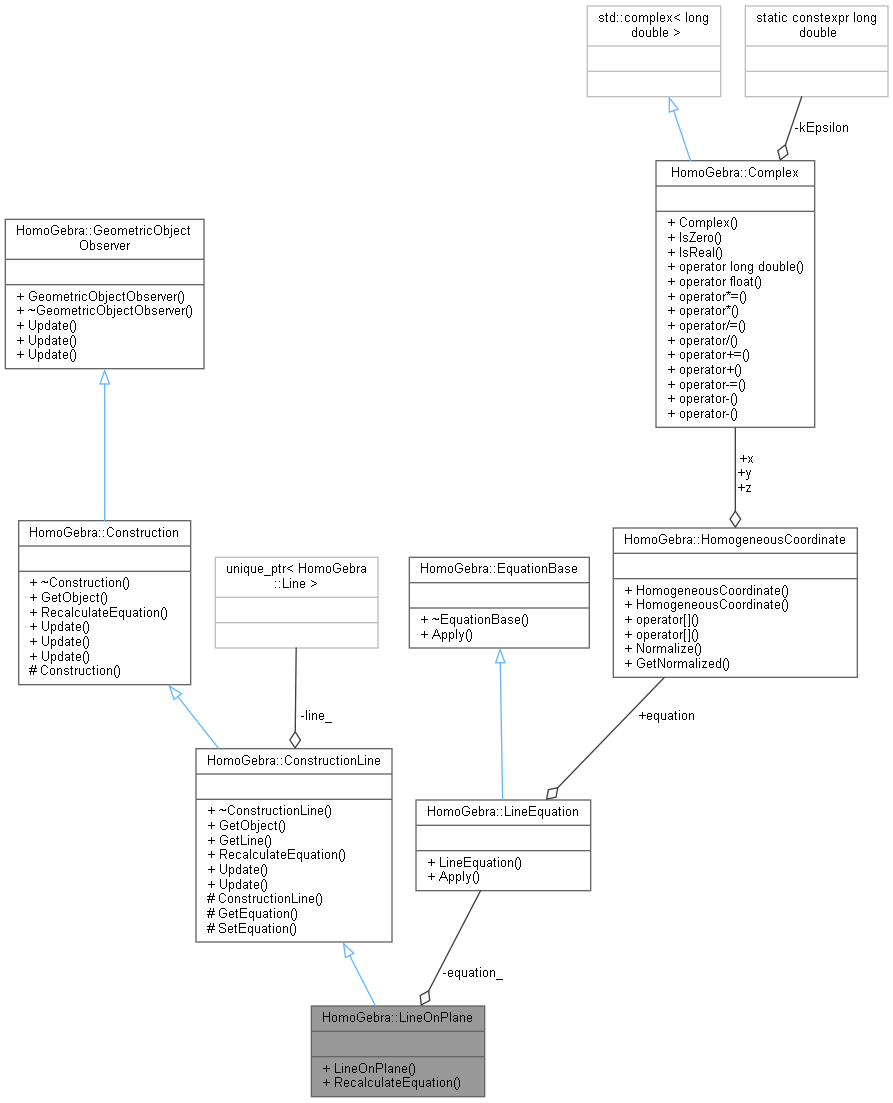 std::complex< long
double >
static constexpr long
double
-kEpsilon
HomoGebra::Complex
+ Complex()
+ IsZero()
+ IsReal()
+ operator long double()
+ operator float()
+ operator*=()
+ operator*()
+ operator/=()
+ operator/()
+ operator+=()
+ operator+()
+ operator-=()
+ operator-()
+ operator-()
HomoGebra::GeometricObject
Observer
+ GeometricObjectObserver()
+ ~GeometricObjectObserver()
+ Update()
+ Update()
+ Update()
+x
+y
+z
HomoGebra::Construction
+ ~Construction()
+ GetObject()
+ RecalculateEquation()
+ Update()
+ Update()
+ Update()
# Construction()
unique_ptr< HomoGebra
::Line >
HomoGebra::EquationBase
+ ~EquationBase()
+ Apply()
HomoGebra::HomogeneousCoordinate
+ HomogeneousCoordinate()
+ HomogeneousCoordinate()
+ operator[]()
+ operator[]()
+ Normalize()
+ GetNormalized()
-line_
+equation
HomoGebra::ConstructionLine
+ ~ConstructionLine()
+ GetObject()
+ GetLine()
+ RecalculateEquation()
+ Update()
+ Update()
# ConstructionLine()
# GetEquation()
# SetEquation()
HomoGebra::LineEquation
+ LineEquation()
+ Apply()
-equation_
HomoGebra::LineOnPlane
+ LineOnPlane()
+ RecalculateEquation()